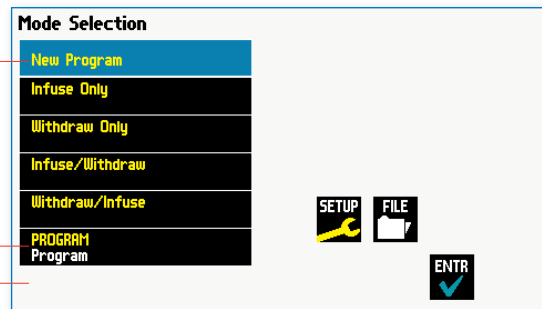 Mode Selection
New Program
Infuse Only
Withdraw Only
Infuse/Withdraw
Withdraw/Infuse
PROGRAM
Program
SETUP FILE
ENTR